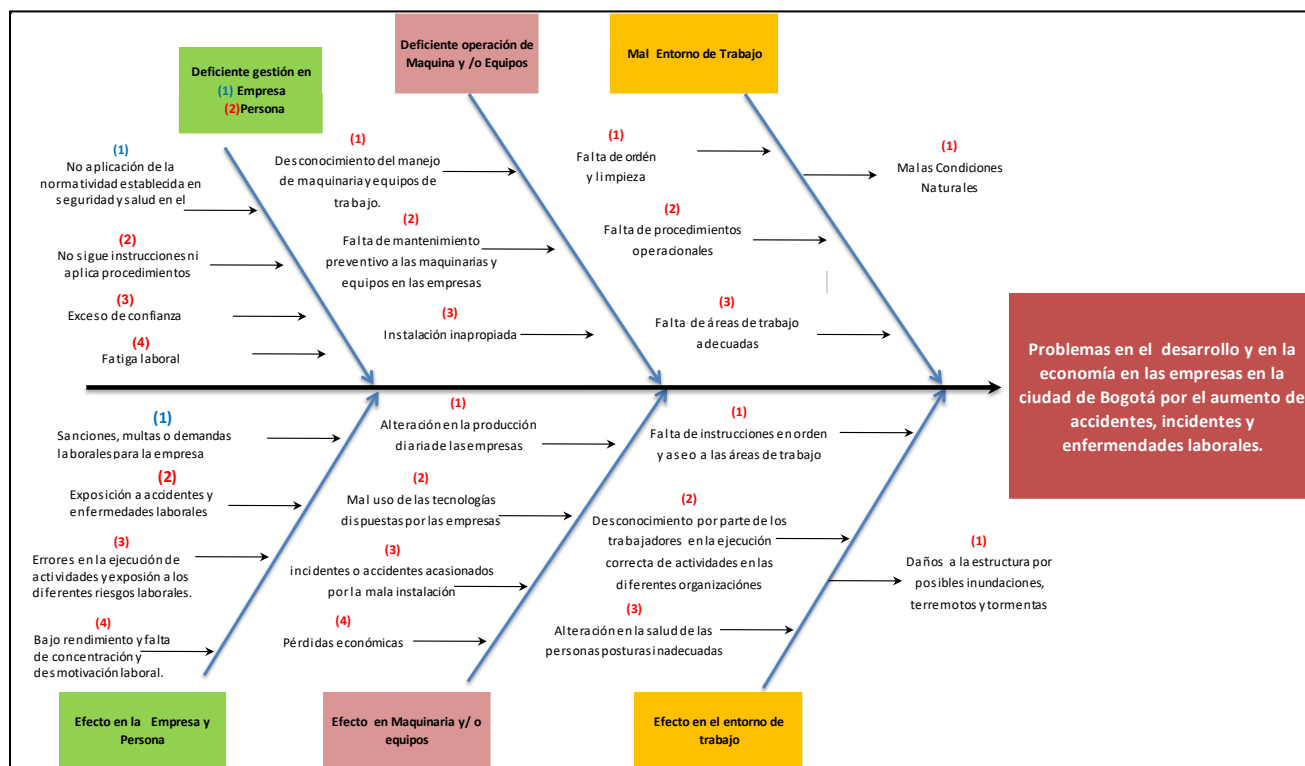 Deficiente gestión en
(1) Empresa
(2)Persona
Deficiente operación de
Maquina y /o Equipos
Mal Entorno de Trabajo
(1)
No aplicación de la
normatividad establecida en
seguridad y salud en el
(2)
No sigue instrucciones ni
aplica procedimientos
(3)
Exceso de confianza
(4)
Fatiga laboral
(1)
Desconocimiento del manejo
de maquinaria y equipos de
trabajo.
(2)
Falta de mantenimiento
preventivo a las maquinarias y
equipos en las empresas
(3)
Instalación inapropiada
(1)
Falta de ordén
y limpieza
(2)
Falta de procedimientos
operacionales
(3)
Falta de áreas de trabajo
adecuadas
(1)
Malas Condiciones
Naturales
Problemas en el desarrollo y en la
economía en las empresas en la
ciudad de Bogotá por el aumento de
accidentes, incidentes y
enfermendades laborales.
(1)
Sanciones, multas o demandas
laborales para la empresa
(2)
Exposición a accidentes y
enfermedades laborales
(3)
Errores en la ejecución de
actividades y exposión a los
diferentes riesgos laborales.
(4)
Bajo rendimiento y falta
de concentración y
desmotivación laboral.
(1)
Alteración en la producción
diaria de las empresas
(2)
Mal uso de las tecnologías
dispuestas por las empresas
(3)
incidentes o accidentes acasionados
por la mala instalación
(4)
Pérdidas económicas
(1)
Falta de instrucciones en orden
y aseo a las áreas de trabajo
(2)
Desconocimiento por parte de los
trabajadores en la ejecución
correcta de actividades en las
diferentes organizaciónes
(3)
Alteración en la salud de las
personas posturas inadecuadas
(1)
Daños a la estructura por
posibles inundaciones,
terremotos y tormentas
Efecto en la Empresa y
Persona
Efecto en Maquinaria y/ o
equipos
Efecto en el entorno de
trabajo